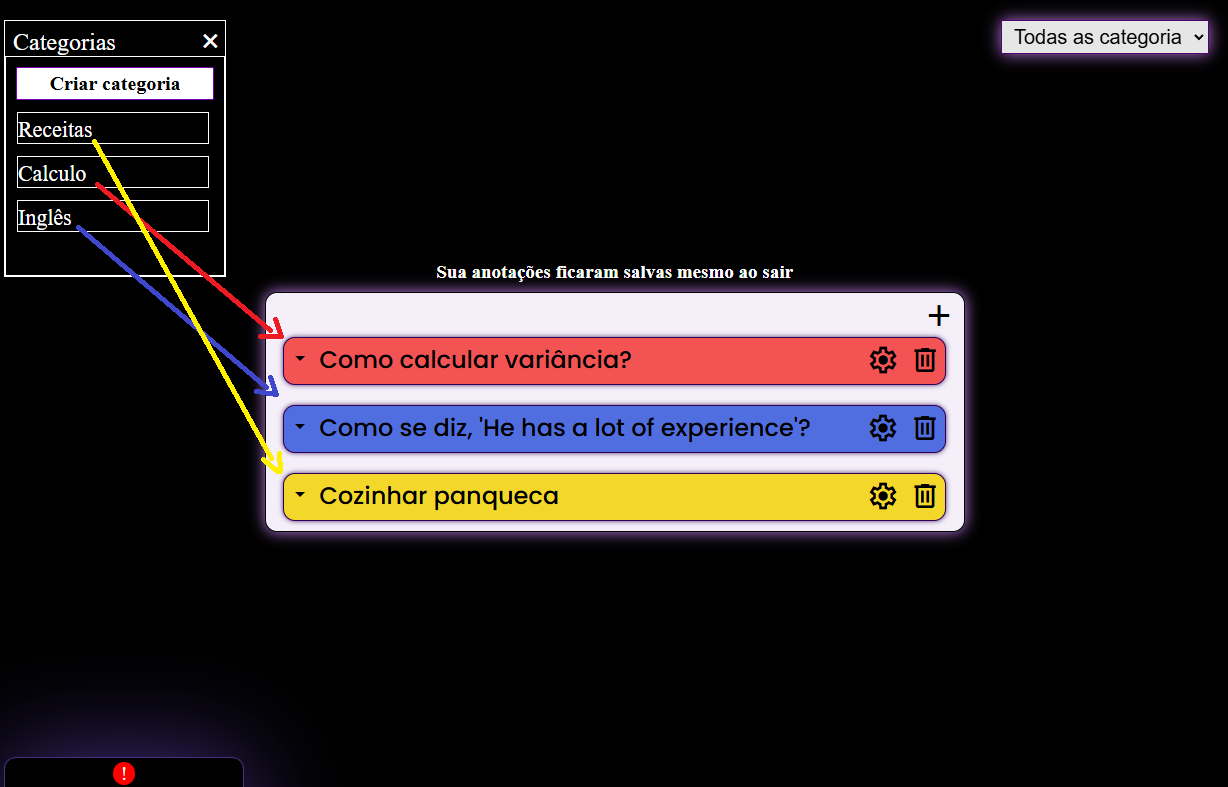 Categorias
Todas as categoria
Criar categoria
Receitas
Calculo
Inglês
Sua anotações ficaram salvas mesmo ao sair
Como calcular variância?
Como se diz, 'He has a lot of experience'?
Cozinhar panqueca
!